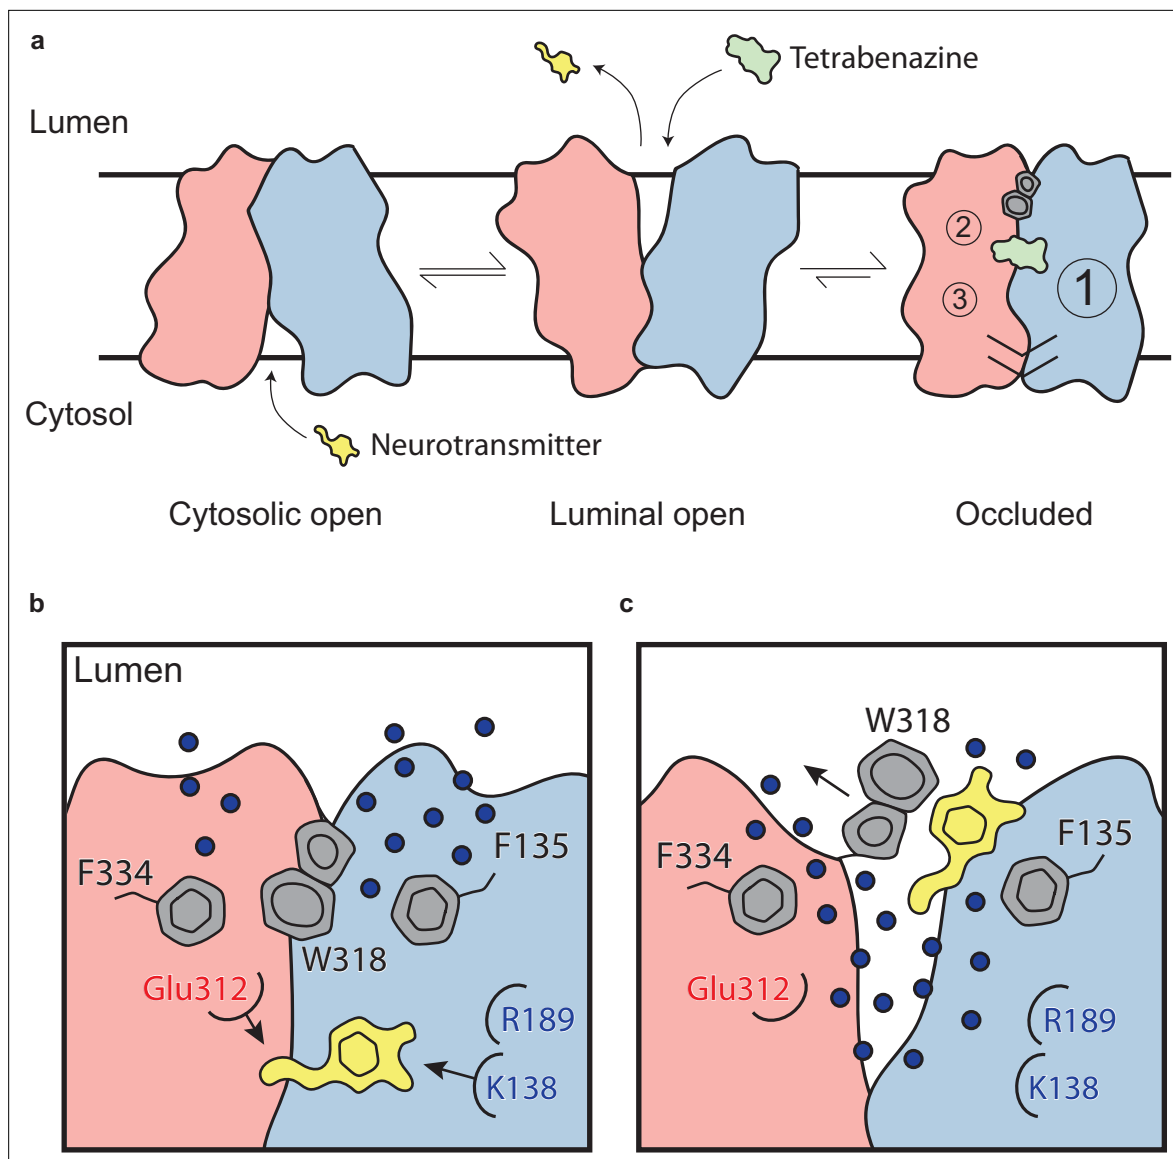 a
Tetrabenazine
Lumen
2
3
1
Cytosol
Neurotransmitter
Cytosolic open
Luminal open
Occluded
b
c
Lumen
F334
F135
W318
Glu312
R189
K138
W318
F334
F135
Glu312
R189
K138